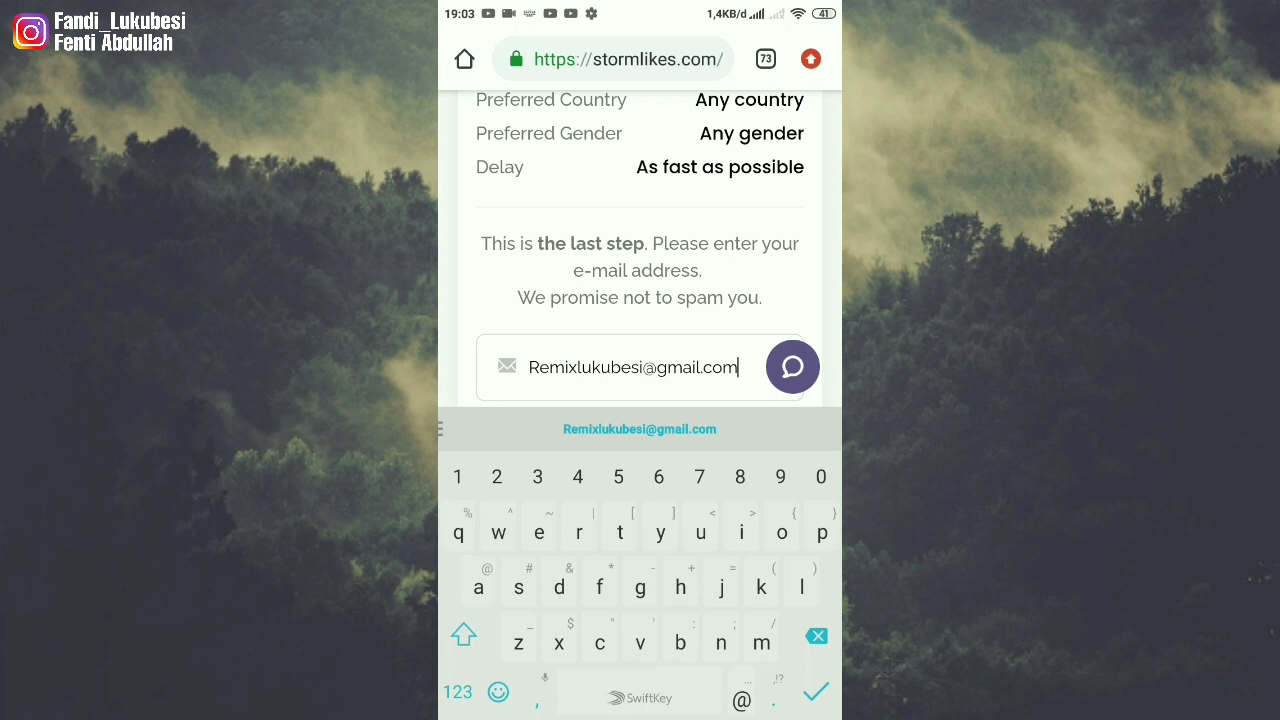 Fandi_Lukubesi
Fenti Abdullah
19:03
1,4KB/d
41
https://stormlikes.com/
73
Preferred Country Any country
Preferred Gender Any gender
Delay As fast as possible
This is the last step. Please enter your
e-mail address.
We promise not to spam you.
Remixlukubesi@gmail.com
Remixlukubesi@gmail.com
1 2 3 4 5 6 7 8 9 0
% ^ ~ | [ ] < > { }
q w e r t y u i o p
@ # & * - + = ( )
a s d f g h j k l
_ $ " ' : ; /
z x c v b n m
... ,!?
123 , SwiftKey @ .